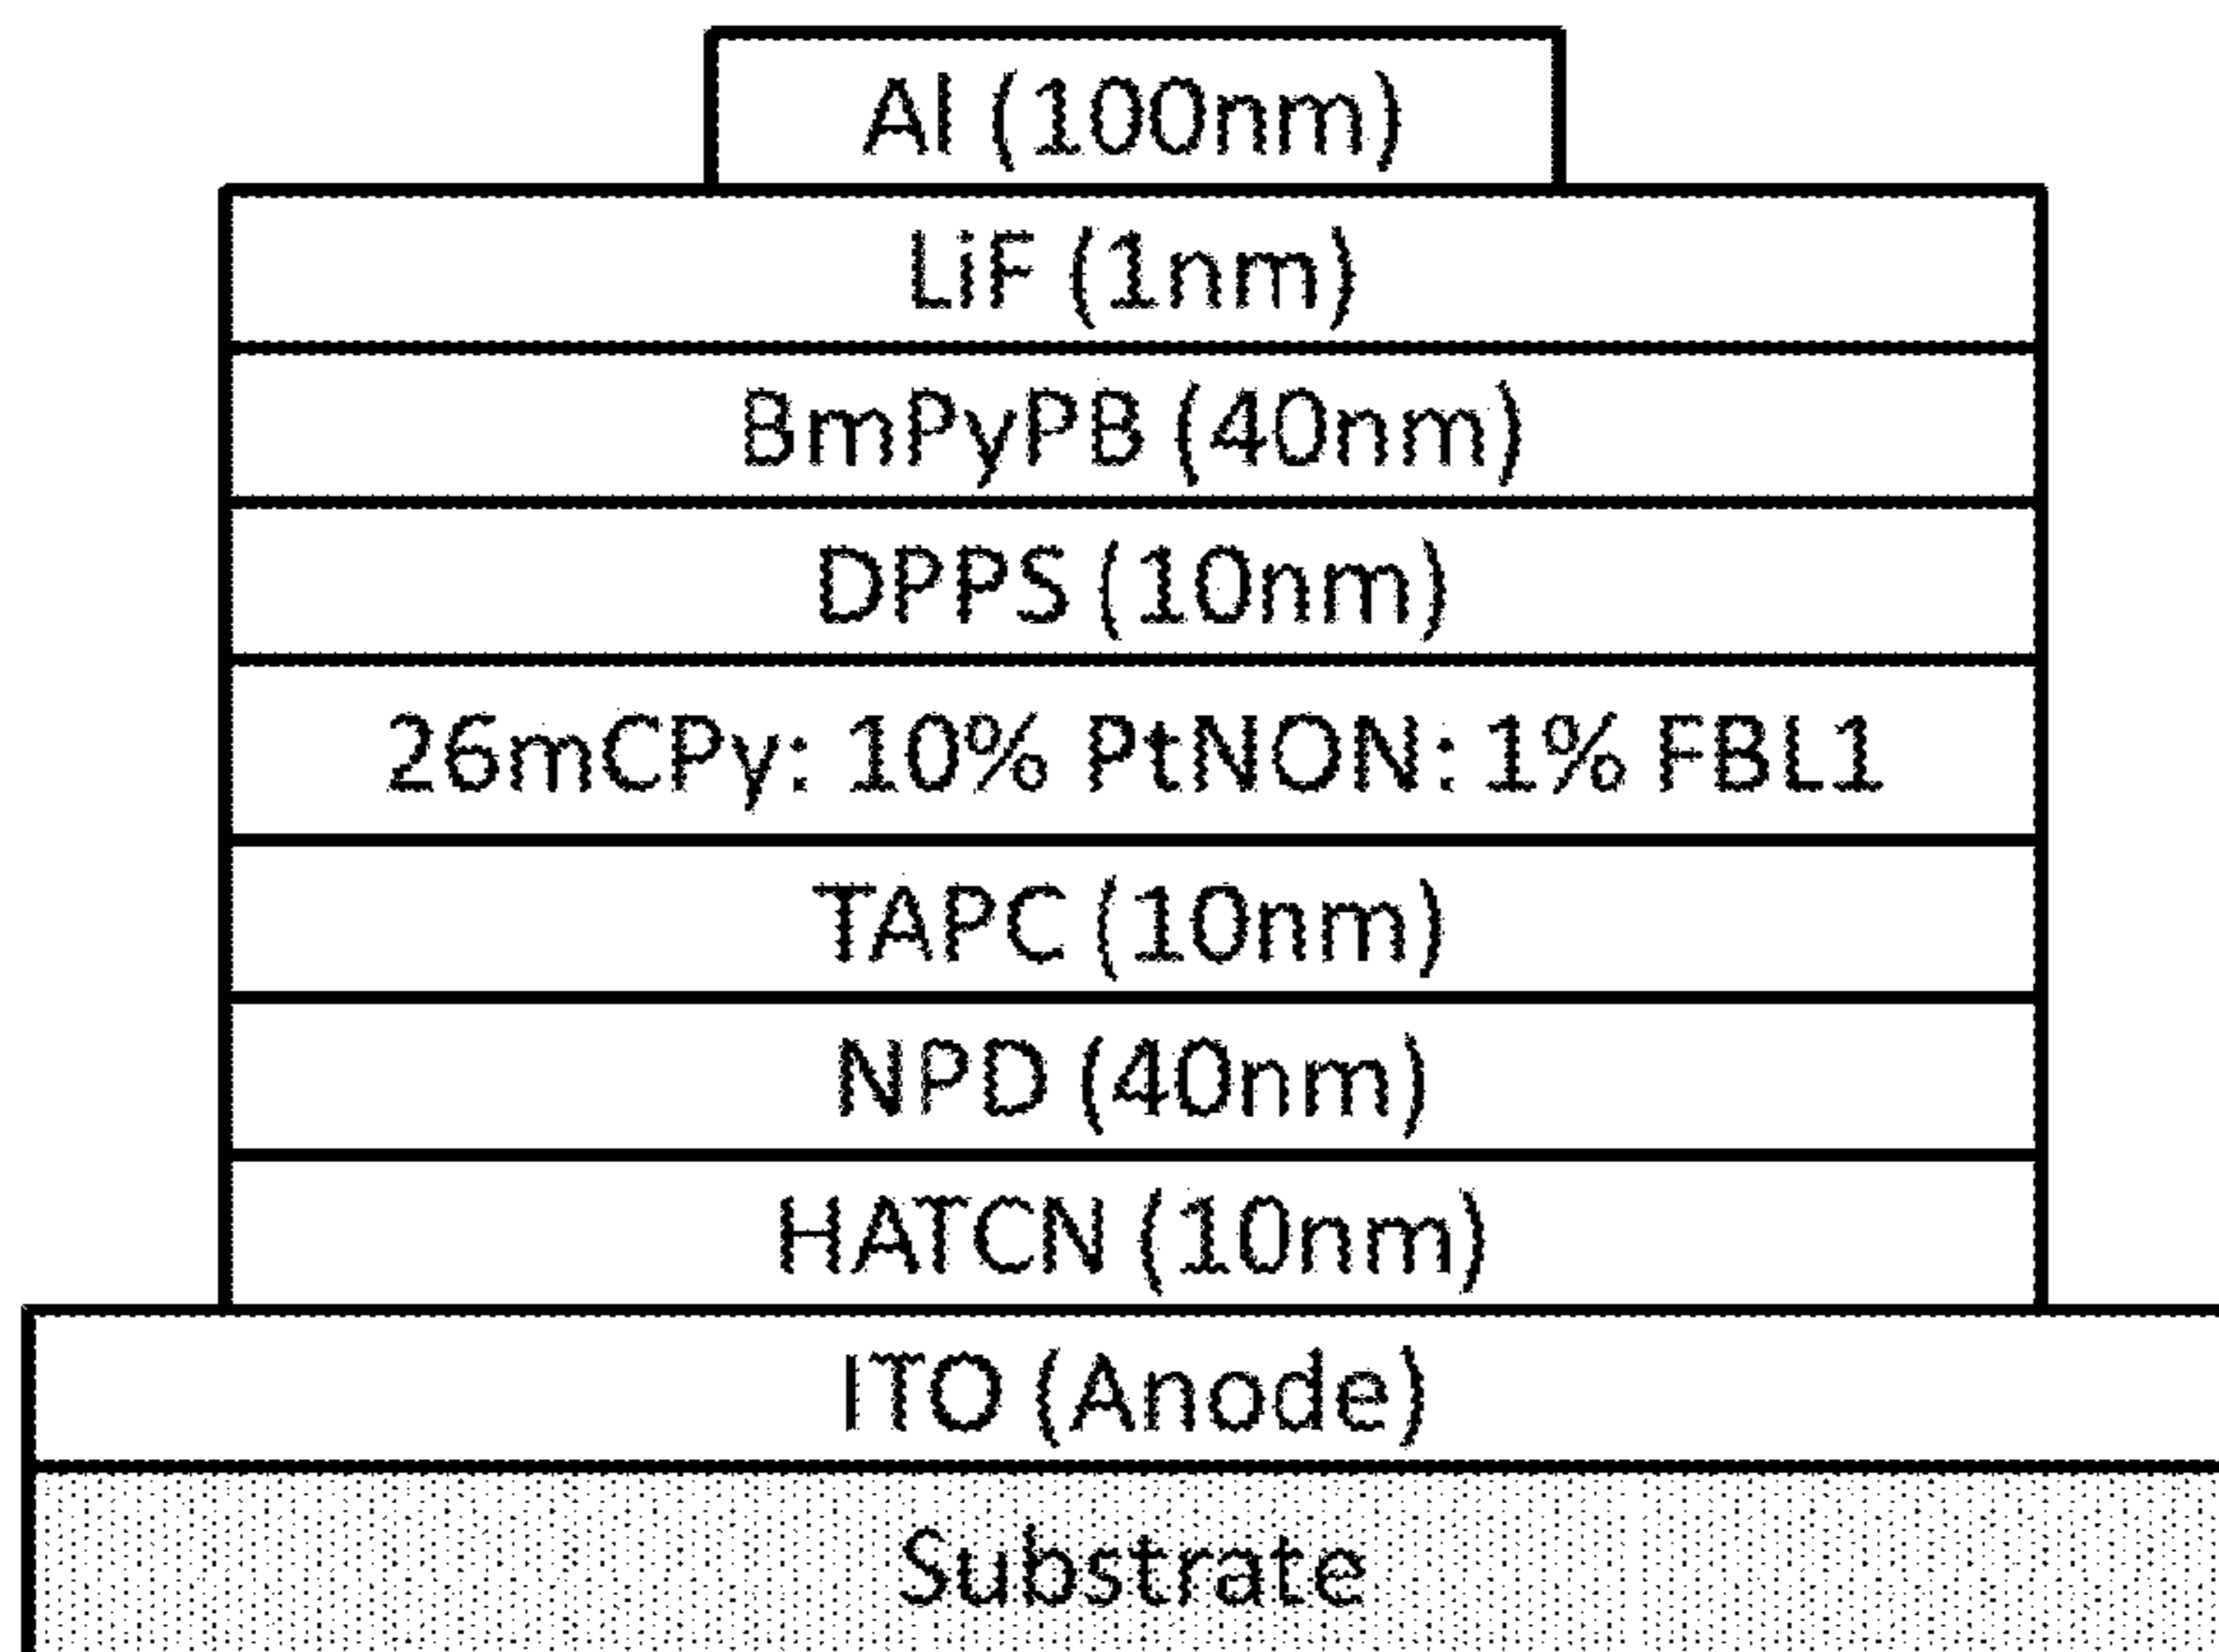 Al (100nm)
LiF (1nm)
BmPyPB (40nm)
DPPS (10nm)
26mCPy: 10% PtNON: 1% FBL1
TAPC (10nm)
NPD (40nm)
HATCN (10nm)
ITO (Anode)
Substrate